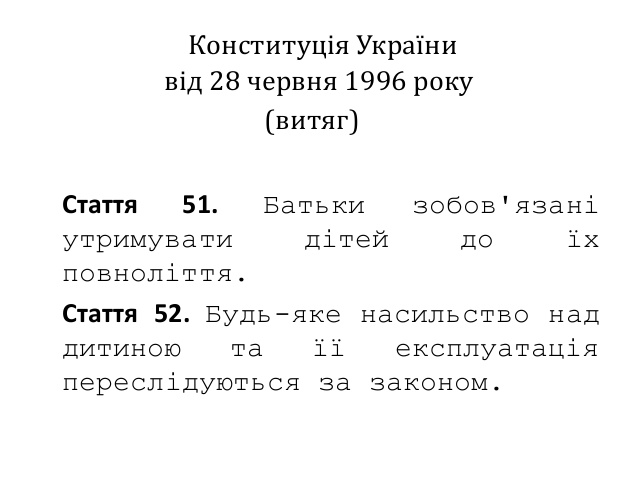 Конституція України
від 28 червня 1996 року
(витяг)
Стаття 51. Батьки зобов'язані
утримувати дітей до їх
повноліття.
Стаття 52. Будь-яке насильство над
дитиною та її експлуатація
переслідуються за законом.